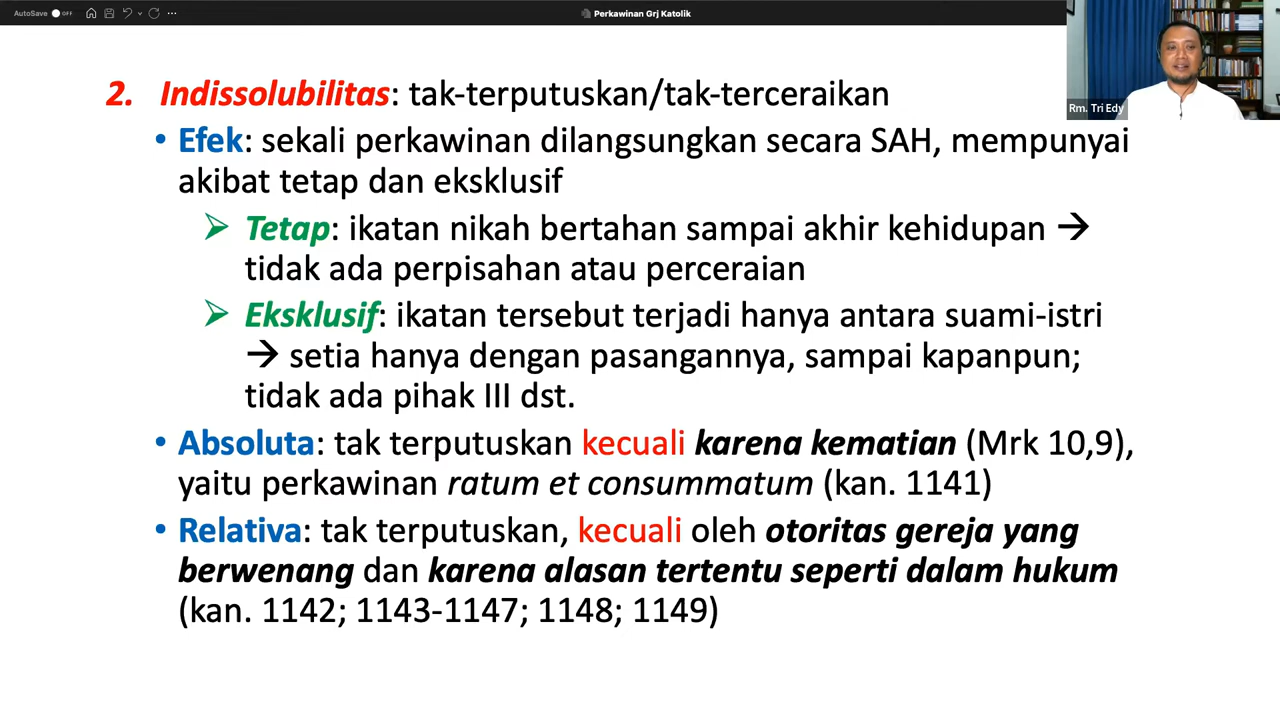 AutoSave OFF
Perkawinan Grj Katolik
Rm. Tri Edy
2. Indissolubilitas: tak-terputuskan/tak-terceraikan
• Efek: sekali perkawinan dilangsungkan secara SAH, mempunyai
akibat tetap dan eksklusif
➢ Tetap: ikatan nikah bertahan sampai akhir kehidupan →
tidak ada perpisahan atau perceraian
➢ Eksklusif: ikatan tersebut terjadi hanya antara suami-istri
→ setia hanya dengan pasangannya, sampai kapanpun;
tidak ada pihak III dst.
• Absoluta: tak terputuskan kecuali karena kematian (Mrk 10,9),
yaitu perkawinan ratum et consummatum (kan. 1141)
• Relativa: tak terputuskan, kecuali oleh otoritas gereja yang
berwenang dan karena alasan tertentu seperti dalam hukum
(kan. 1142; 1143-1147; 1148; 1149)